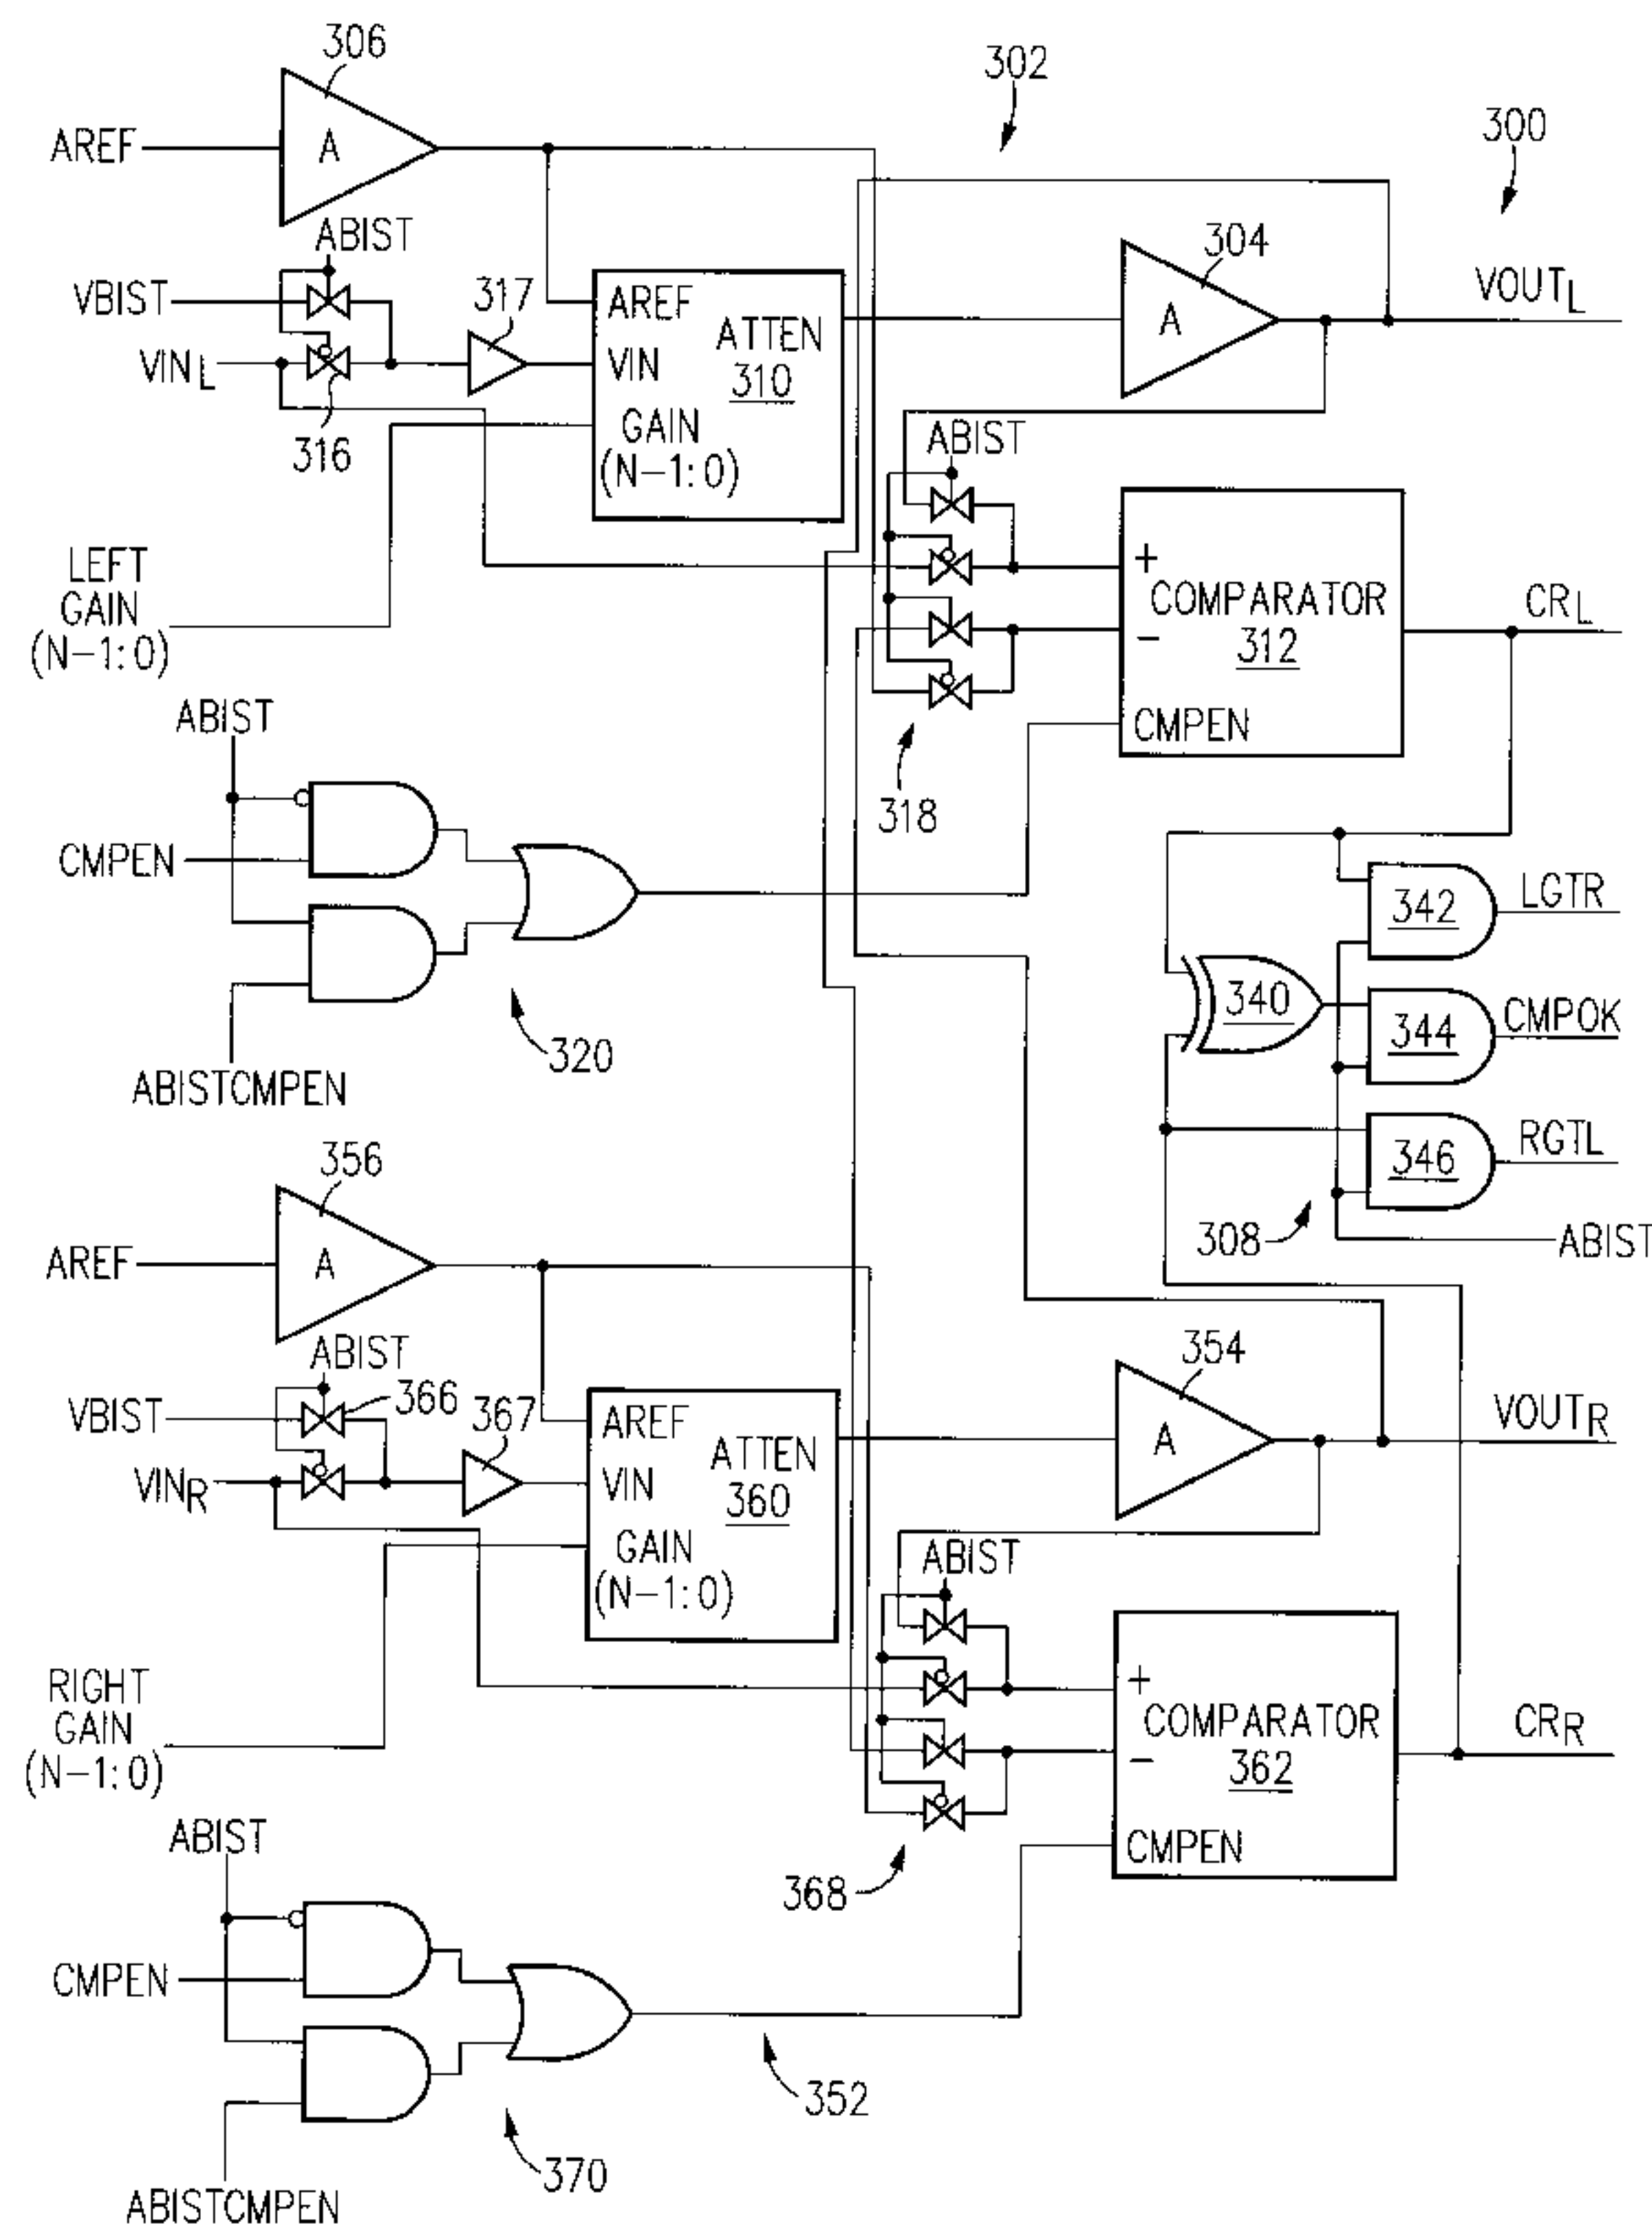 306
302
300
AREF
A
ABIST
VBIST
317
304
VOUTL
AREF
ATTEN
310
A
VINL
VIN
316
GAIN
(N-1:0)
ABIST
LEFT
GAIN
(N-1:0)
+
COMPARATOR
312
-
CMPEN
CRL
318
ABIST
CMPEN
320
ABISTCMPEN
342
LGTR
340
344
CMPOK
346
RGTL
308
ABIST
356
AREF
A
ABIST
VBIST
366
367
354
VOUTR
AREF
ATTEN
360
A
VINR
VIN
GAIN
(N-1:0)
ABIST
RIGHT
GAIN
(N-1:0)
+
COMPARATOR
362
-
CMPEN
CRR
368
ABIST
CMPEN
352
370
ABISTCMPEN